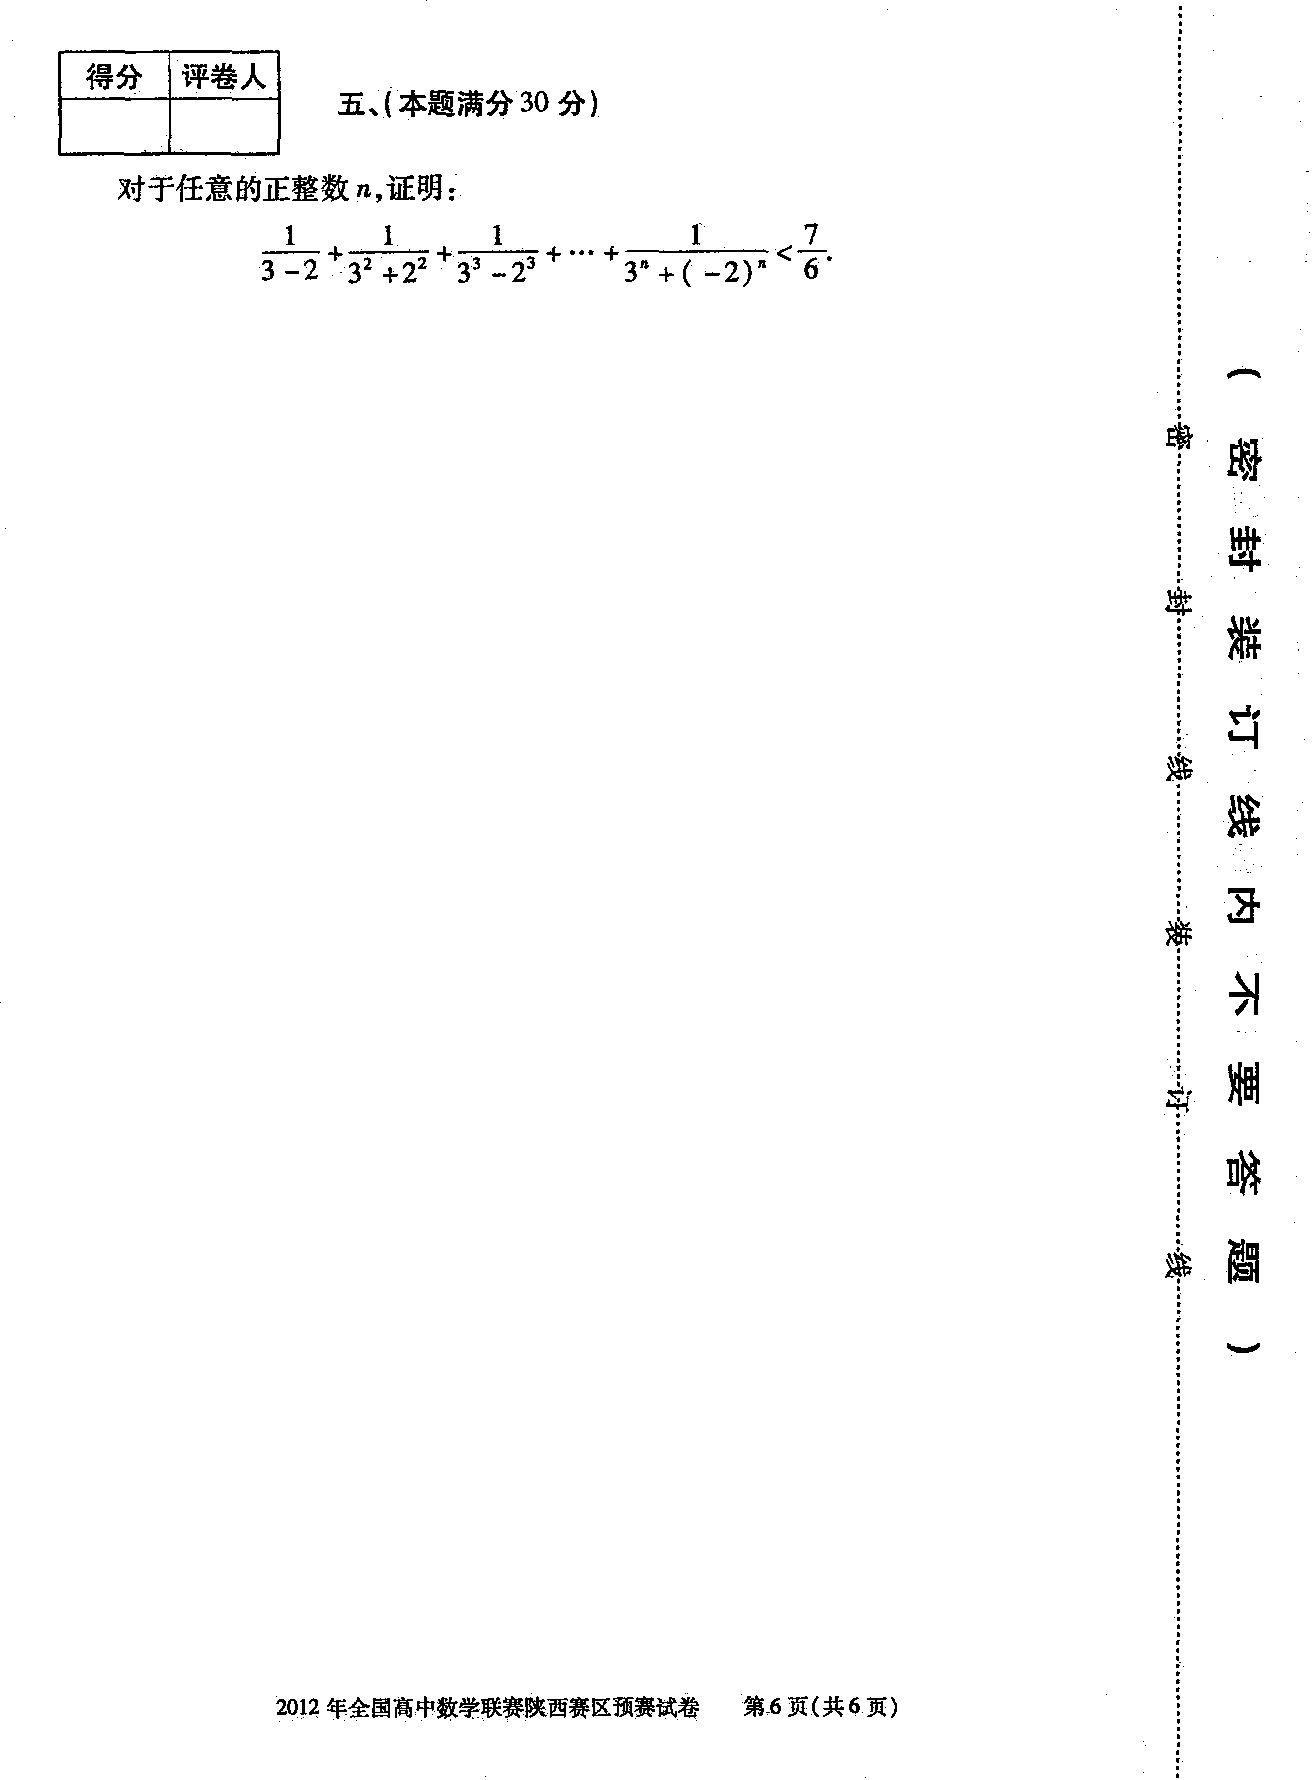 得分 评卷人
五、(本题满分30分)
对于任意的正整数n,证明:
1/(3-2) + 1/(3²+2²) + 1/(3³-2³) + ⋯ + 1/(3ⁿ+(-2)ⁿ) < 7/6.
密封线装订线
(密封装订线内不要答题)
2012年全国高中数学联赛陕西赛区预赛试卷 第6页(共6页)